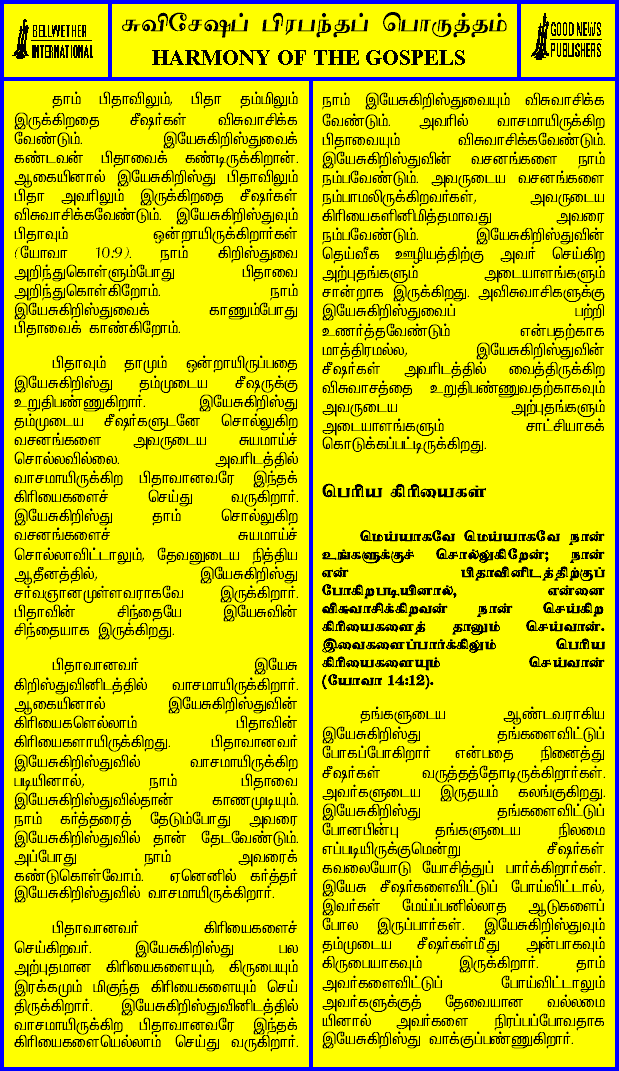 BELLWETHER
INTERNATIONAL
சுவிசேஷப் பிரபந்தப் பொருத்தம்
HARMONY OF THE GOSPELS
GOOD NEWS
PUBLISHERS
தாம் பிதாவிலும், பிதா தம்மிலும்
இருக்கிறதை சீஷர்கள் விசுவாசிக்க
வேண்டும். இயேசுகிறிஸ்துவைக்
கண்டவன் பிதாவைக் கண்டிருக்கிறான்.
ஆகையினால் இயேசுகிறிஸ்து பிதாவிலும்
பிதா அவரிலும் இருக்கிறதை சீஷர்கள்
விசுவாசிக்கவேண்டும். இயேசுகிறிஸ்துவும்
பிதாவும் ஒன்றாயிருக்கிறார்கள்
(யோவா 10:9). நாம் கிறிஸ்துவை
அறிந்துகொள்ளும்போது பிதாவை
அறிந்துகொள்கிறோம். நாம்
இயேசுகிறிஸ்துவைக் காணும்போது
பிதாவைக் காண்கிறோம்.
பிதாவும் தாமும் ஒன்றாயிருப்பதை
இயேசுகிறிஸ்து தம்முடைய சீஷருக்கு
உறுதிபண்ணுகிறார். இயேசுகிறிஸ்து
தம்முடைய சீஷர்களுடனே சொல்லுகிற
வசனங்களை அவருடைய சுயமாய்ச்
சொல்லவில்லை. அவரிடத்தில்
வாசமாயிருக்கிற பிதாவானவரே இந்தக்
கிரியைகளைச் செய்து வருகிறார்.
இயேசுகிறிஸ்து தாம் சொல்லுகிற
வசனங்களைச் சுயமாய்ச்
சொல்லாவிட்டாலும், தேவனுடைய நித்திய
ஆதீனத்தில், இயேசுகிறிஸ்து
சர்வஞானமுள்ளவராகவே இருக்கிறார்.
பிதாவின் சிந்தையே இயேசுவின்
சிந்தையாக இருக்கிறது.
பிதாவானவர் இயேசு
கிறிஸ்துவினிடத்தில் வாசமாயிருக்கிறார்.
ஆகையினால் இயேசுகிறிஸ்துவின்
கிரியைகளெல்லாம் பிதாவின்
கிரியைகளாயிருக்கிறது. பிதாவானவர்
இயேசுகிறிஸ்துவில் வாசமாயிருக்கிற
படியினால், நாம் பிதாவை
இயேசுகிறிஸ்துவில்தான் காணமுடியும்.
நாம் கர்த்தரைத் தேடும்போது அவரை
இயேசுகிறிஸ்துவில் தான் தேடவேண்டும்.
அப்போது நாம் அவரைக்
கண்டுகொள்வோம். ஏனெனில் கர்த்தர்
இயேசுகிறிஸ்துவில் வாசமாயிருக்கிறார்.
பிதாவானவர் கிரியைகளைச்
செய்கிறவர். இயேசுகிறிஸ்து பல
அற்புதமான கிரியைகளையும், கிருபையும்
இரக்கமும் மிகுந்த கிரியைகளையும் செய்
திருக்கிறார். இயேசுகிறிஸ்துவினிடத்தில்
வாசமாயிருக்கிற பிதாவானவரே இந்தக்
கிரியைகளையெல்லாம் செய்து வருகிறார்.
நாம் இயேசுகிறிஸ்துவையும் விசுவாசிக்க
வேண்டும். அவரில் வாசமாயிருக்கிற
பிதாவையும் விசுவாசிக்கவேண்டும்.
இயேசுகிறிஸ்துவின் வசனங்களை நாம்
நம்பவேண்டும். அவருடைய வசனங்களை
நம்பாமலிருக்கிறவர்கள், அவருடைய
கிரியைகளினிமித்தமாவது அவரை
நம்பவேண்டும். இயேசுகிறிஸ்துவின்
தெய்வீக ஊழியத்திற்கு அவர் செய்கிற
அற்புதங்களும் அடையாளங்களும்
சான்றாக இருக்கிறது. அவிசுவாசிகளுக்கு
இயேசுகிறிஸ்துவைப் பற்றி
உணர்த்தவேண்டும் என்பதற்காக
மாத்திரமல்ல, இயேசுகிறிஸ்துவின்
சீஷர்கள் அவரிடத்தில் வைத்திருக்கிற
விசுவாசத்தை உறுதிபண்ணுவதற்காகவும்
அவருடைய அற்புதங்களும்
அடையாளங்களும் சாட்சியாகக்
கொடுக்கப்பட்டிருக்கிறது.
பெரிய கிரியைகள்
மெய்யாகவே மெய்யாகவே நான்
உங்களுக்குச் சொல்லுகிறேன்; நான்
என் பிதாவினிடத்திற்குப்
போகிறபடியினால், என்னை
விசுவாசிக்கிறவன் நான் செய்கிற
கிரியைகளைத் தானும் செய்வான்.
இவைகளைப்பார்க்கிலும் பெரிய
கிரியைகளையும் செய்வான்
(யோவா 14:12).
தங்களுடைய ஆண்டவராகிய
இயேசுகிறிஸ்து தங்களைவிட்டுப்
போகப்போகிறார் என்பதை நினைத்து
சீஷர்கள் வருத்தத்தோடிருக்கிறார்கள்.
அவர்களுடைய இருதயம் கலங்குகிறது.
இயேசுகிறிஸ்து தங்களைவிட்டுப்
போனபின்பு தங்களுடைய நிலமை
எப்படியிருக்குமென்று சீஷர்கள்
கவலையோடு யோசித்துப் பார்க்கிறார்கள்.
இயேசு சீஷர்களைவிட்டுப் போய்விட்டால்,
இவர்கள் மேய்ப்பனில்லாத ஆடுகளைப்
போல இருப்பார்கள். இயேசுகிறிஸ்துவும்
தம்முடைய சீஷர்கள்மீது அன்பாகவும்
கிருபையாகவும் இருக்கிறார். தாம்
அவர்களைவிட்டுப் போய்விட்டாலும்
அவர்களுக்குத் தேவையான வல்லமை
யினால் அவர்களை நிரப்பப்போவதாக
இயேசுகிறிஸ்து வாக்குப்பண்ணுகிறார்.